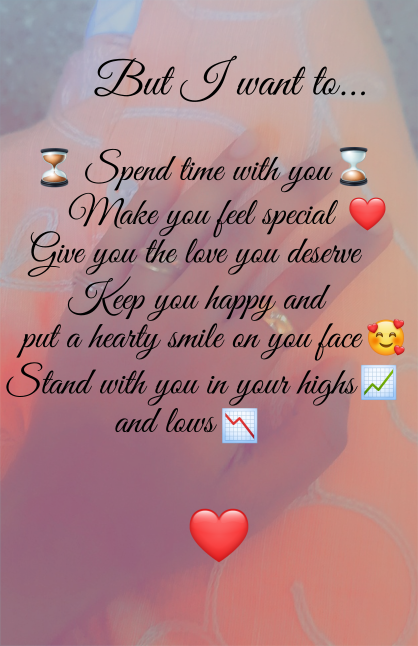 But I want to...
⏳ Spend time with you ⏳
Make you feel special ❤️
Give you the love you deserve
Keep you happy and
put a hearty smile on you face 🥰
Stand with you in your highs 📈
and lows 📉
❤️